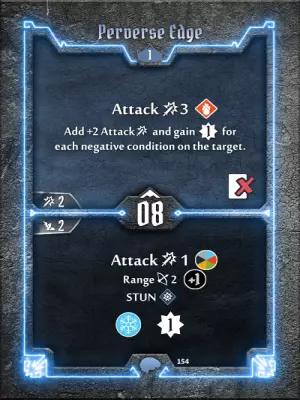 Perverse Edge
1
Attack 3
Add +2 Attack and gain 1 for
each negative condition on the target.
2
08
2
Attack 1
Range 2 +1
STUN
1
154